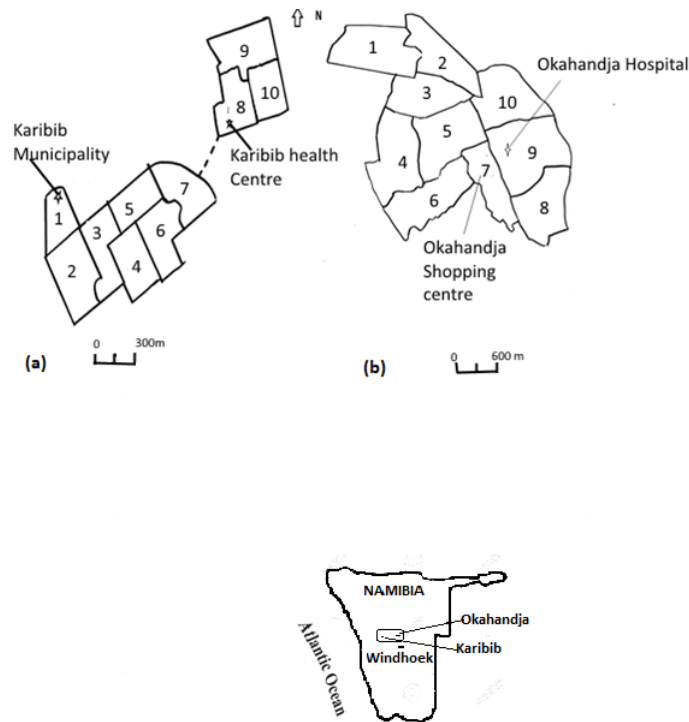 N
9
10
8
Karibib
Municipality
Karibib health
Centre
7
5
1
3
6
2
4
0 300m
(a)
1
2
Okahandja Hospital
3
10
5
4
9
7
6
8
Okahandja
Shopping
centre
0 600 m
(b)
NAMIBIA
Okahandja
Karibib
Windhoek
Atlantic Ocean